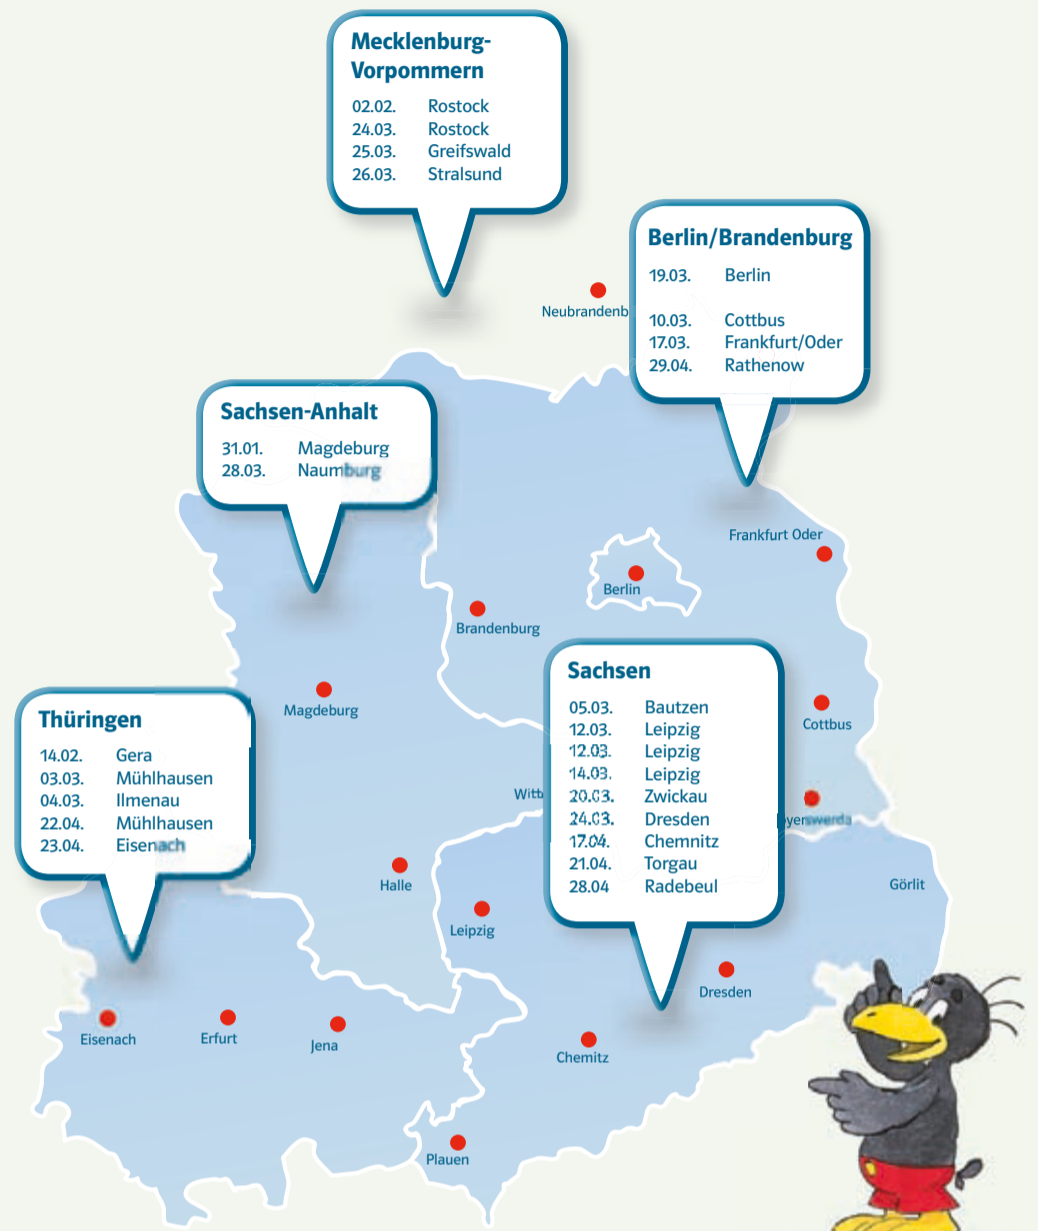 Mecklenburg-
Vorpommern
02.02. Rostock
24.03. Rostock
25.03. Greifswald
26.03. Stralsund
Berlin/Brandenburg
19.03. Berlin
10.03. Cottbus
17.03. Frankfurt/Oder
29.04. Rathenow
Neubrandenb
Sachsen-Anhalt
31.01. Magdeburg
28.03. Naumburg
Frankfurt Oder
Berlin
Brandenburg
Sachsen
05.03. Bautzen
12.03. Leipzig
12.03. Leipzig
14.03. Leipzig
20.03. Zwickau
24.03. Dresden
17.04. Chemnitz
21.04. Torgau
28.04 Radebeul
Magdeburg
Cottbus
Thüringen
14.02. Gera
03.03. Mühlhausen
04.03. Ilmenau
22.04. Mühlhausen
23.04. Eisenach
Witt
yerswerda
Halle
Görlit
Leipzig
Dresden
Eisenach
Erfurt
Jena
Chemitz
Plauen